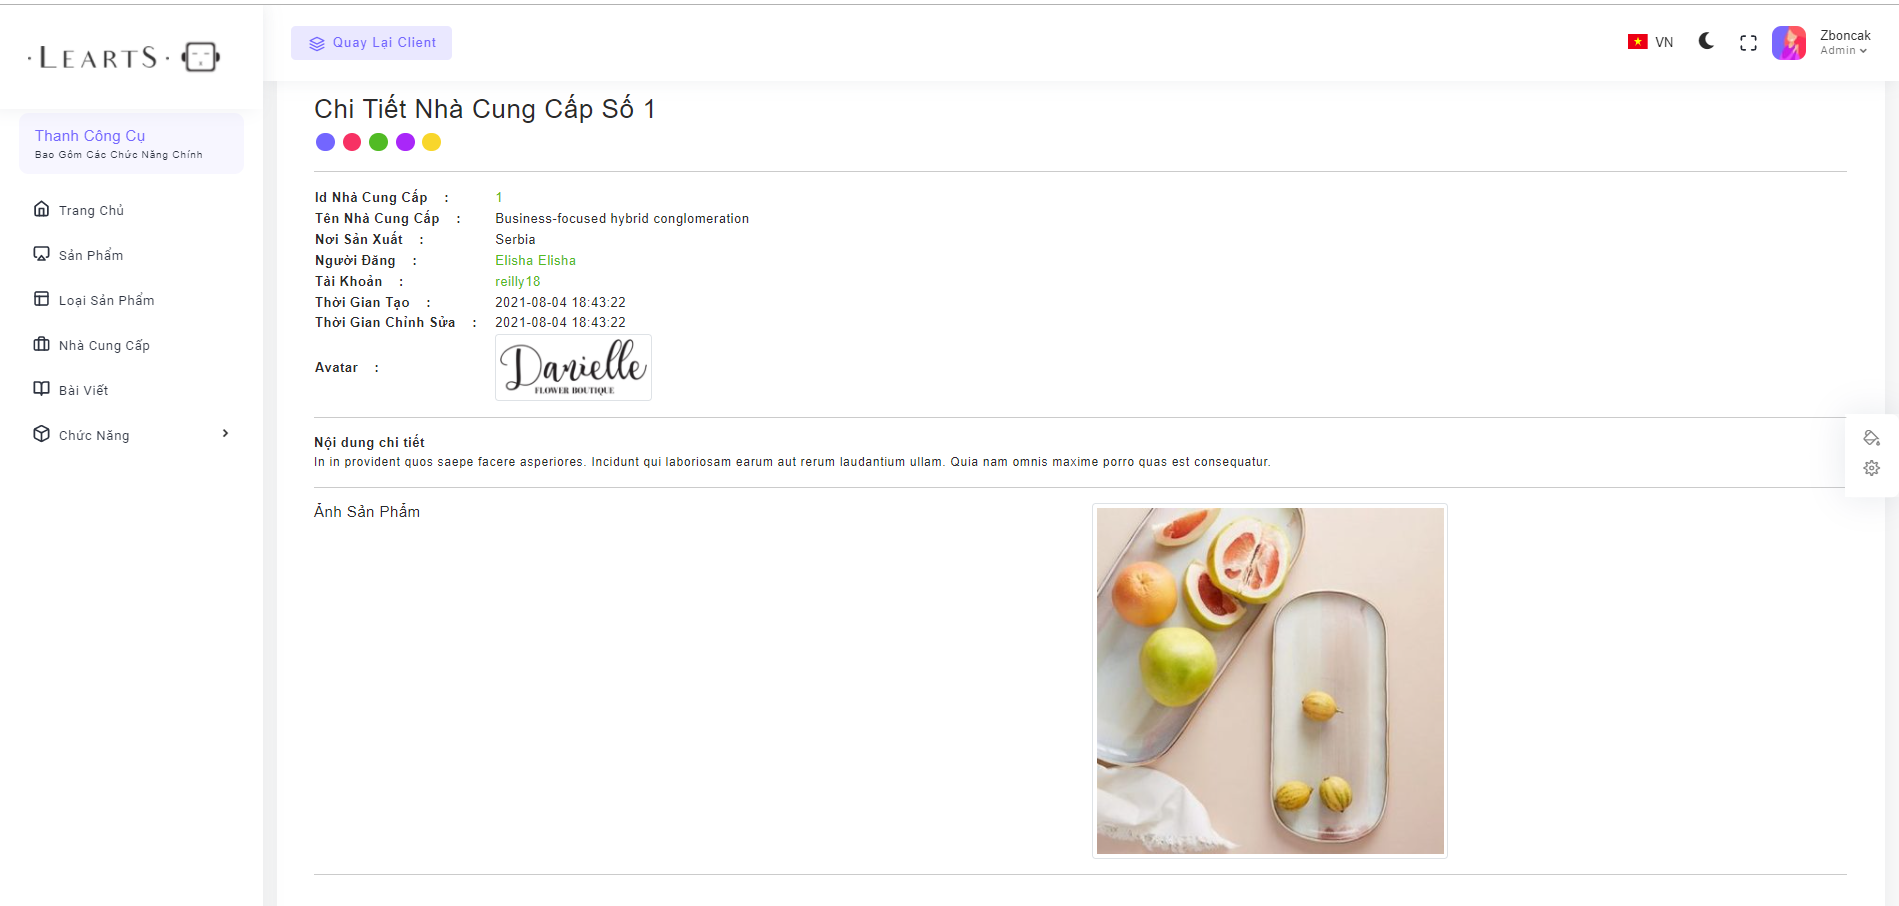 · LEARTS ·
Quay Lại Client
VN
Zboncak
Admin
Thanh Công Cụ
Bao Gồm Các Chức Năng Chính
Trang Chủ
Sản Phẩm
Loại Sản Phẩm
Nhà Cung Cấp
Bài Viết
Chức Năng
Chi Tiết Nhà Cung Cấp Số 1
Id Nhà Cung Cấp : 1
Tên Nhà Cung Cấp : Business-focused hybrid conglomeration
Nơi Sản Xuất : Serbia
Người Đăng : Elisha Elisha
Tài Khoản : reilly18
Thời Gian Tạo : 2021-08-04 18:43:22
Thời Gian Chỉnh Sửa : 2021-08-04 18:43:22
Avatar :
Danielle
FLOWER BOUTIQUE
Nội dung chi tiết
In in provident quos saepe facere asperiores. Incidunt qui laboriosam earum aut rerum laudantium ullam. Quia nam omnis maxime porro quas est consequatur.
Ảnh Sản Phẩm